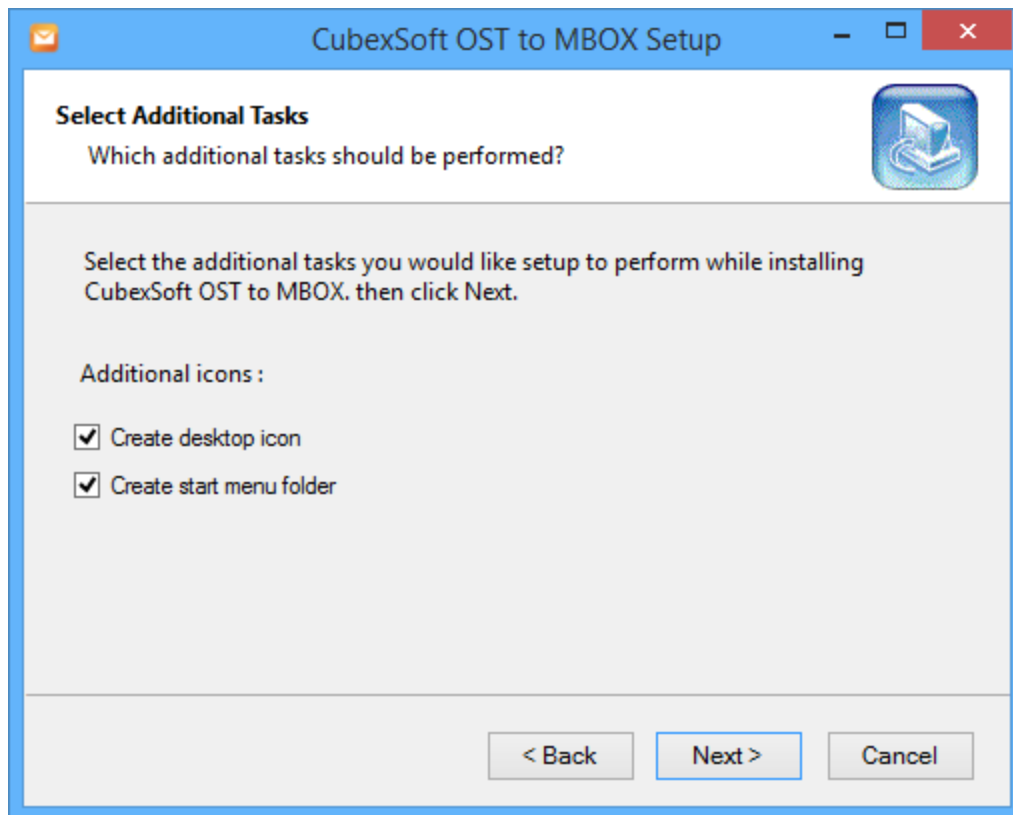 CubexSoft OST to MBOX Setup
Select Additional Tasks
Which additional tasks should be performed?
Select the additional tasks you would like setup to perform while installing
CubexSoft OST to MBOX. then click Next.
Additional icons :
Create desktop icon
Create start menu folder
< Back
Next >
Cancel